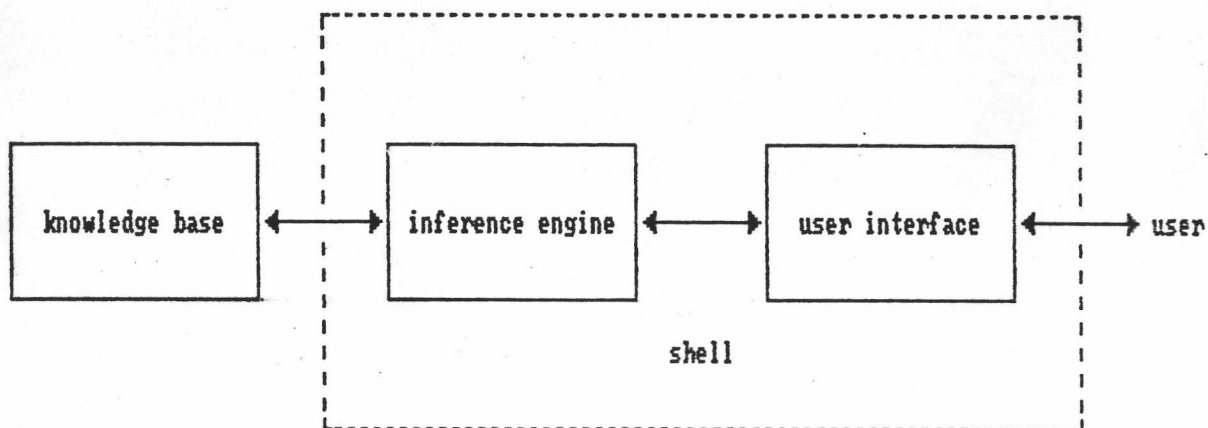 knowledge base
inference engine
user interface
user
shell